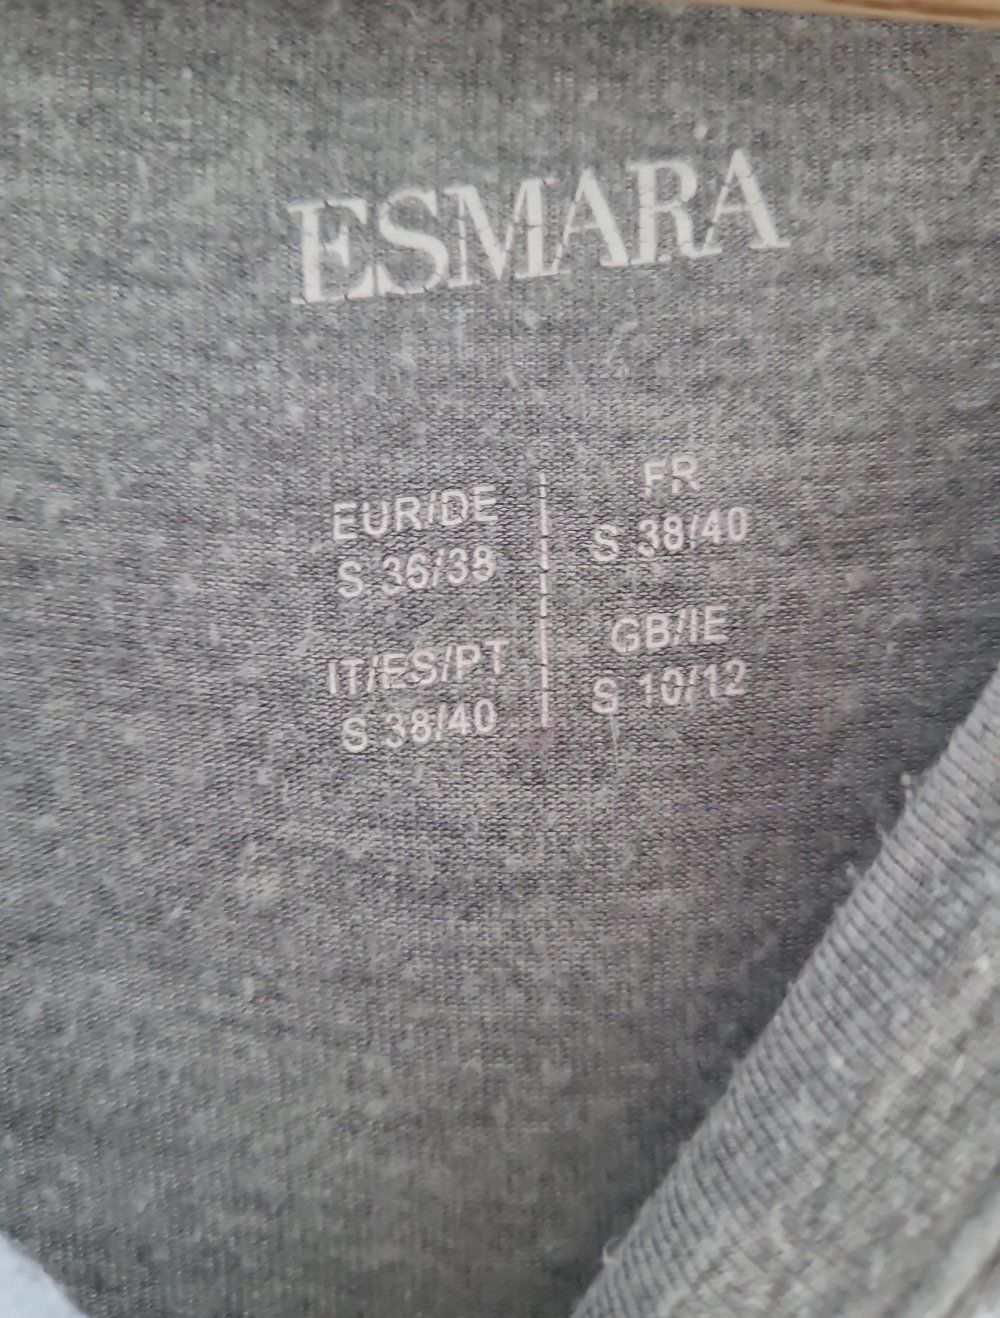 ESMARA
EUR/DE
S 36/38
FR
S 38/40
IT/ES/PT
S 38/40
GB/IE
S 10/12